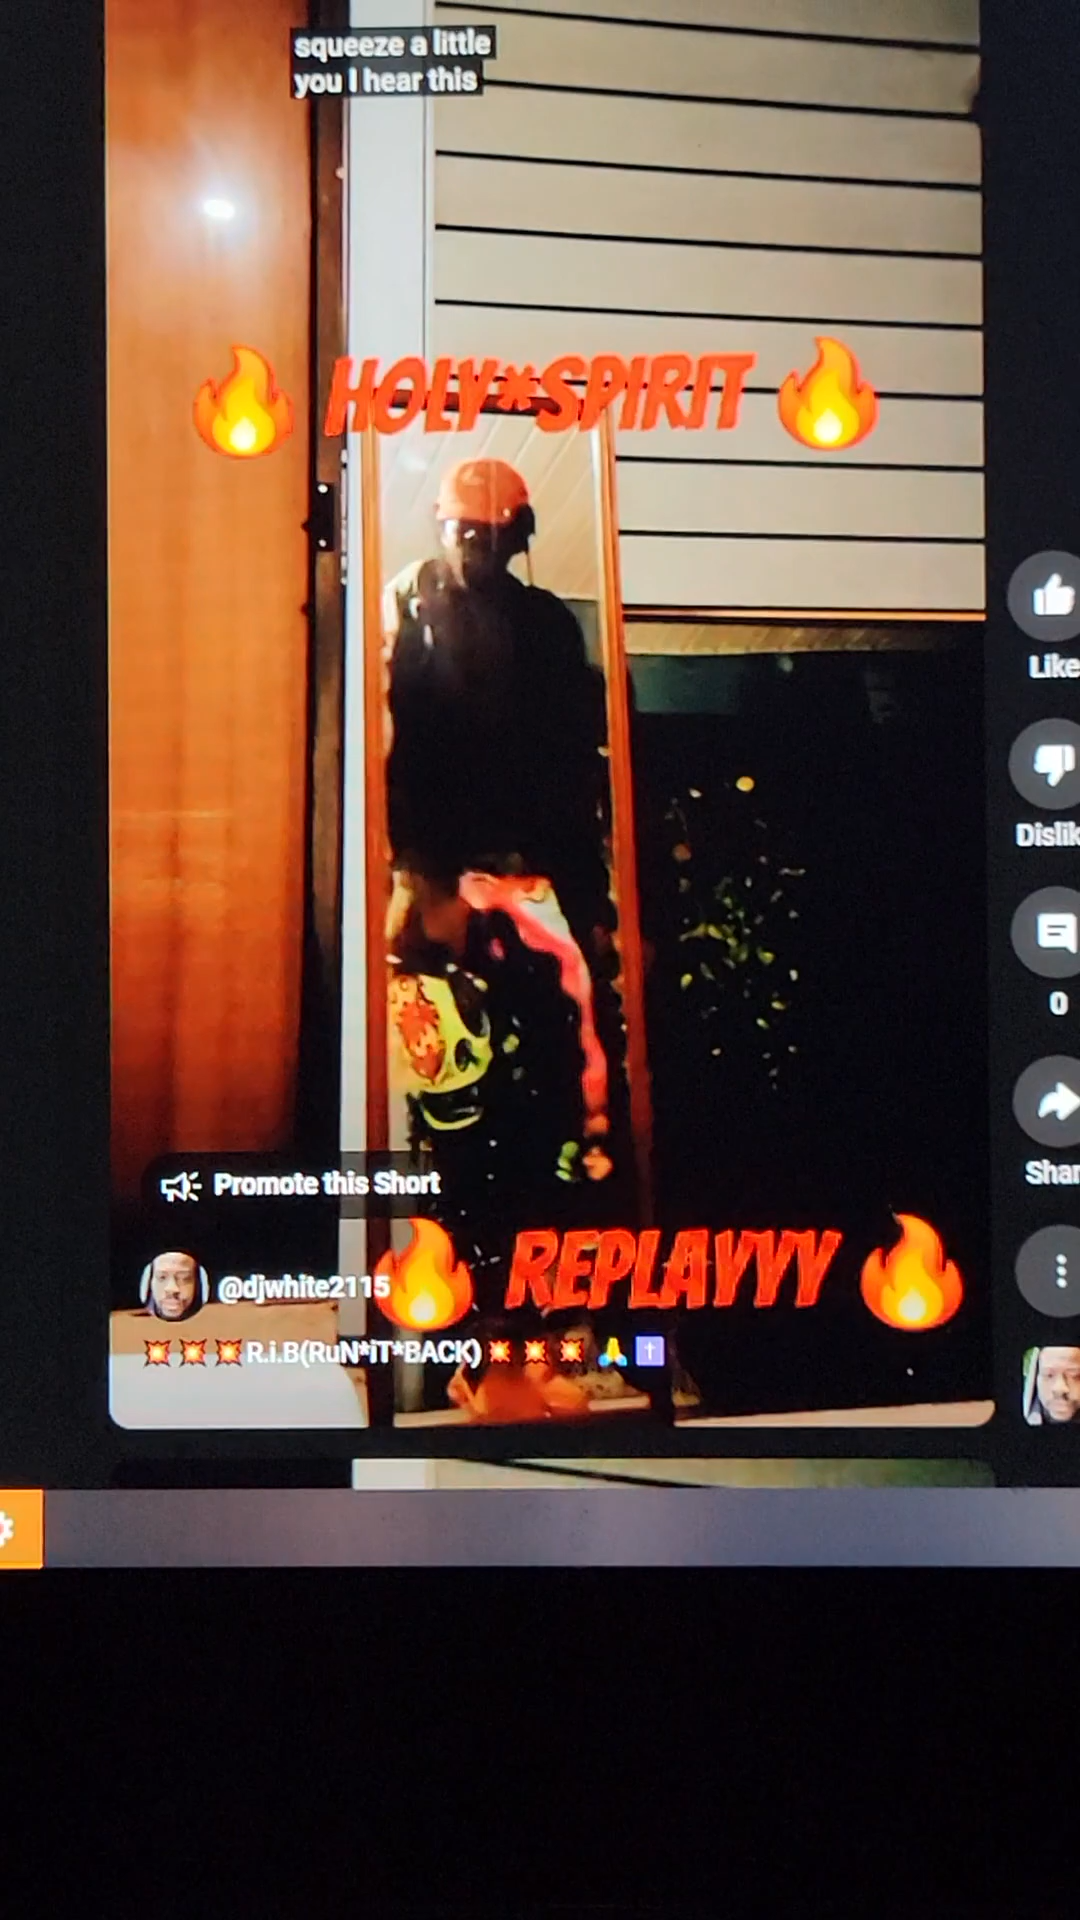 squeeze a little
you I hear this
🔥 HOLY*SPIRIT 🔥
Like
Dislik
0
Shar
Promote this Short
🔥 REPLAYYY 🔥
@djwhite2115
💥💥💥R.i.B(RuN*iT*BACK)💥💥💥🙏✝️